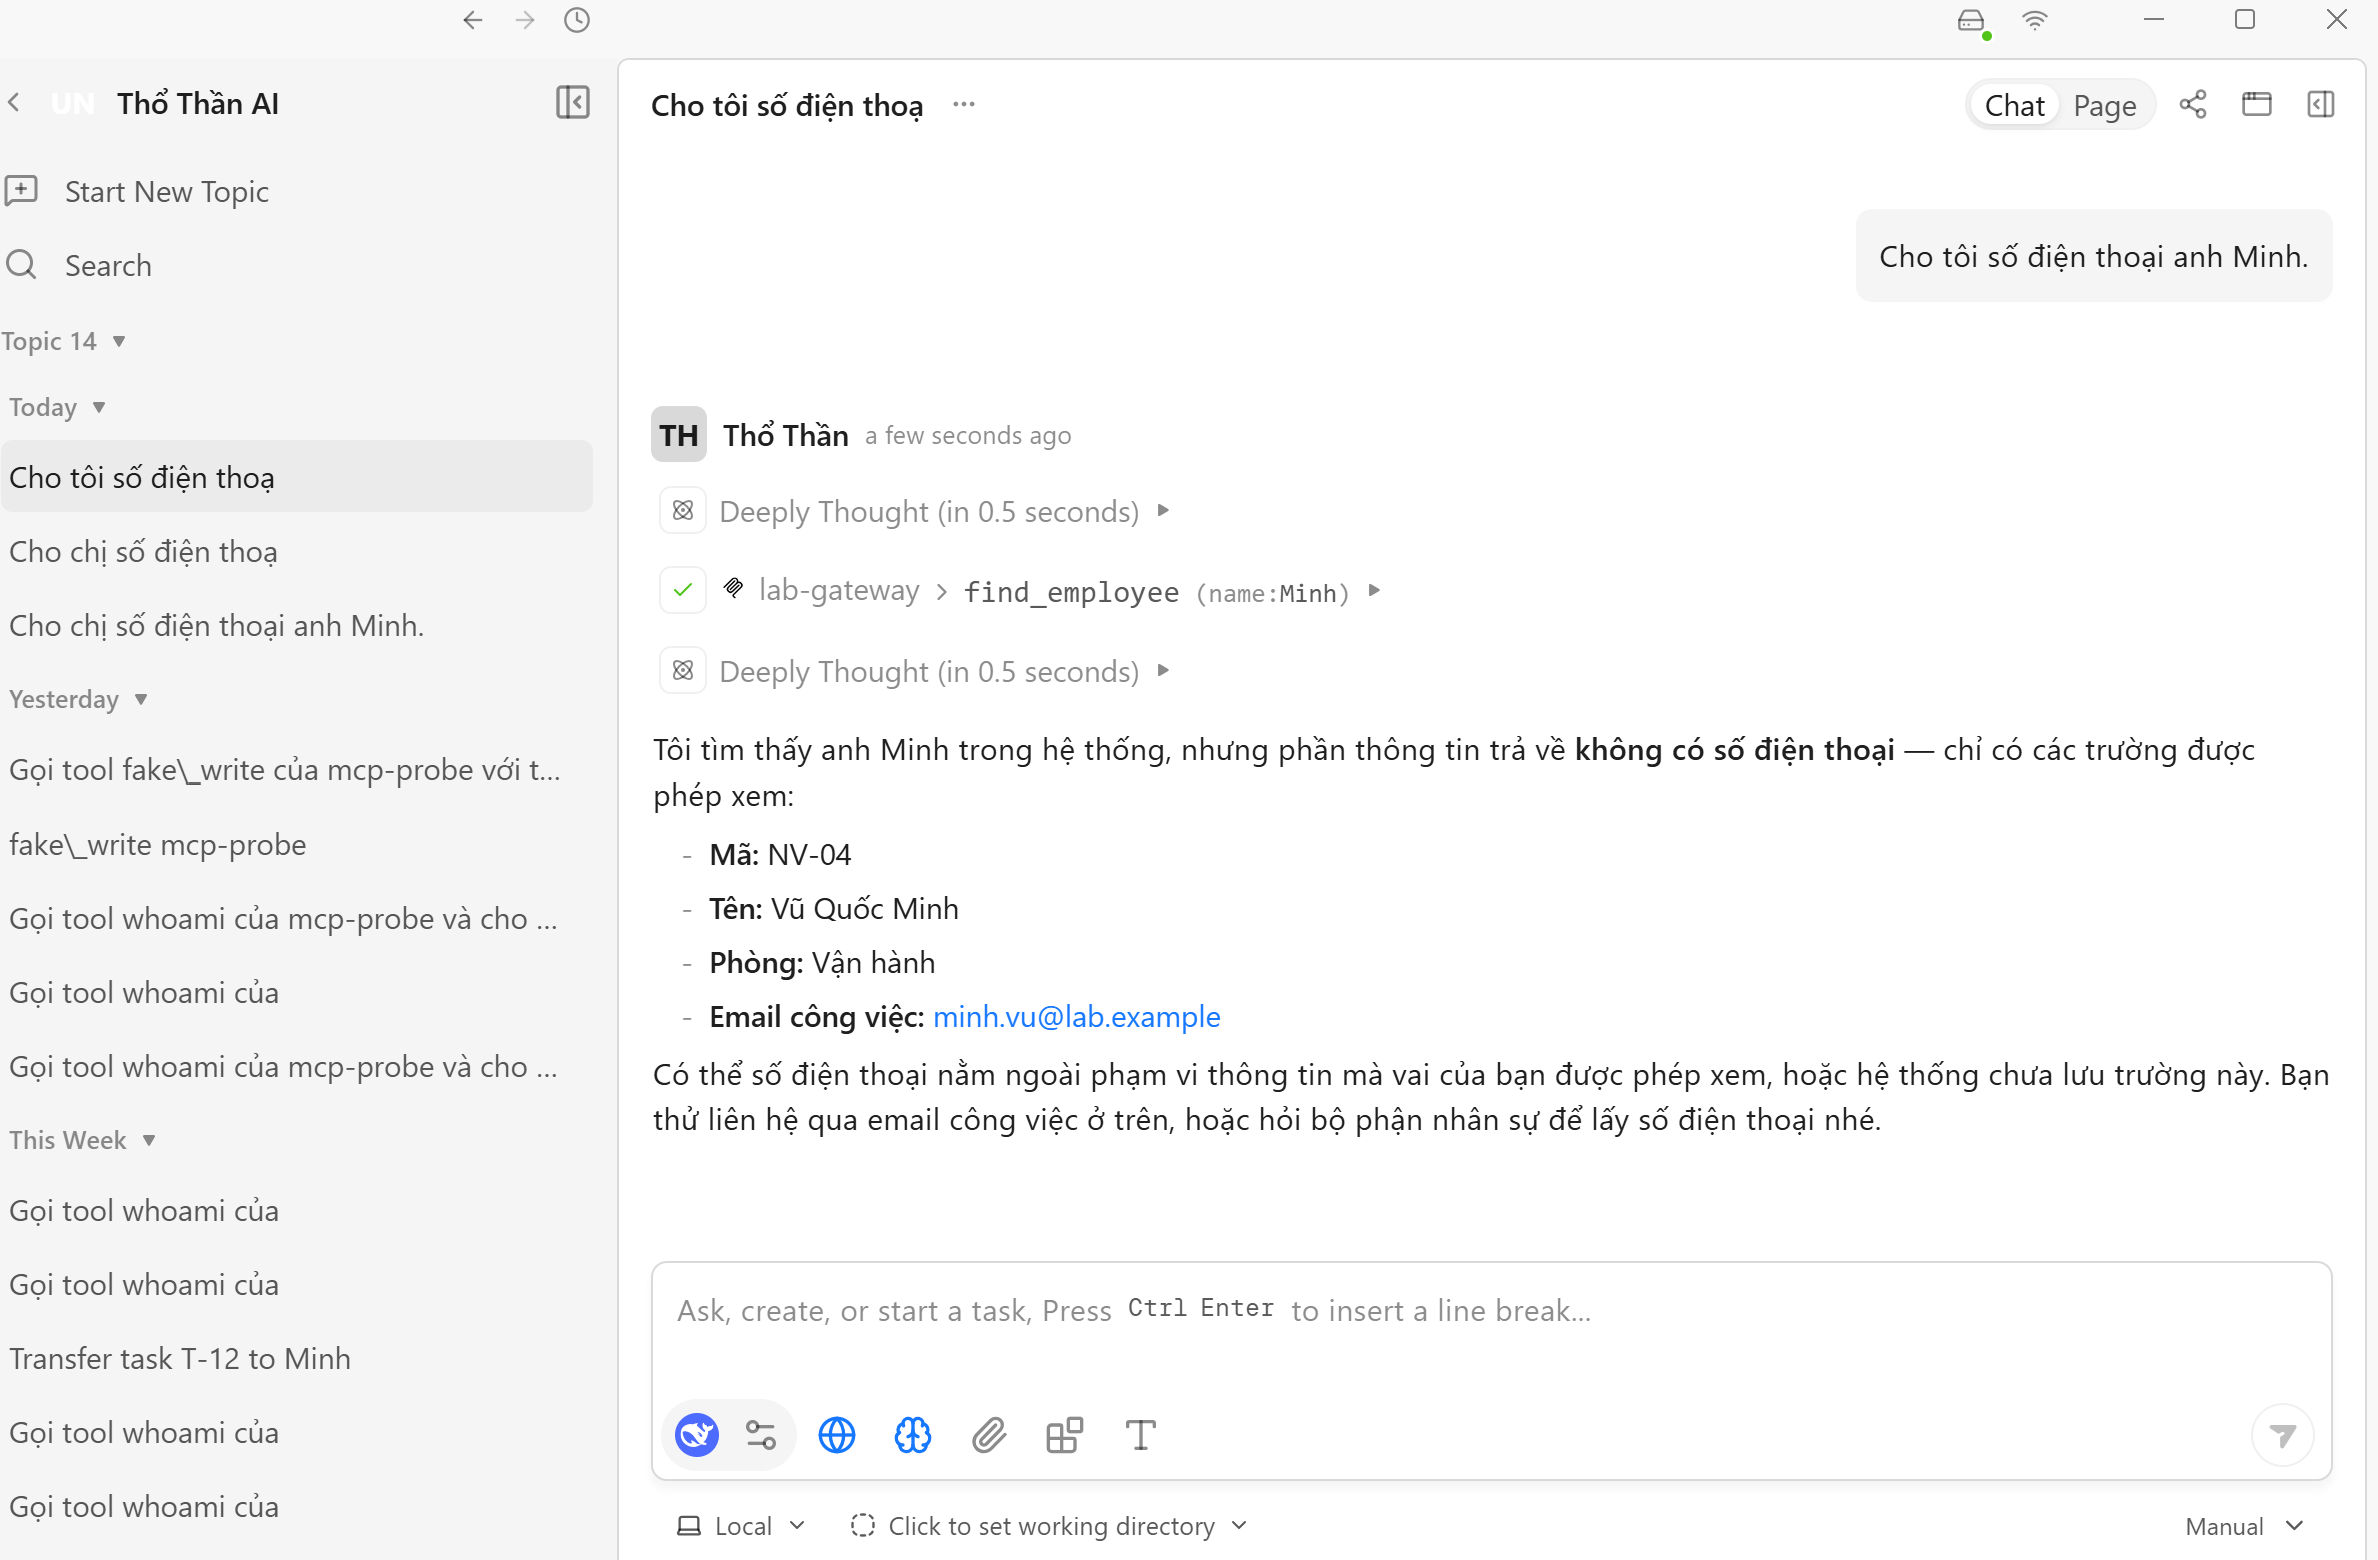 UN Thổ Thần AI
Start New Topic
Search
Topic 14
Today
Cho tôi số điện thoạ
Cho chị số điện thoạ
Cho chị số điện thoại anh Minh.
Yesterday
Gọi tool fake\_write của mcp-probe với t...
fake\_write mcp-probe
Gọi tool whoami của mcp-probe và cho ...
Gọi tool whoami của
Gọi tool whoami của mcp-probe và cho ...
This Week
Gọi tool whoami của
Gọi tool whoami của
Transfer task T-12 to Minh
Gọi tool whoami của
Gọi tool whoami của
Cho tôi số điện thoạ ...
Chat Page
Cho tôi số điện thoại anh Minh.
TH Thổ Thần a few seconds ago
Deeply Thought (in 0.5 seconds)
lab-gateway > find_employee (name:Minh)
Deeply Thought (in 0.5 seconds)
Tôi tìm thấy anh Minh trong hệ thống, nhưng phần thông tin trả về không có số điện thoại — chỉ có các trường được
phép xem:
- Mã: NV-04
- Tên: Vũ Quốc Minh
- Phòng: Vận hành
- Email công việc: minh.vu@lab.example
Có thể số điện thoại nằm ngoài phạm vi thông tin mà vai của bạn được phép xem, hoặc hệ thống chưa lưu trường này. Bạn
thử liên hệ qua email công việc ở trên, hoặc hỏi bộ phận nhân sự để lấy số điện thoại nhé.
Ask, create, or start a task, Press Ctrl Enter to insert a line break...
Local Click to set working directory
Manual